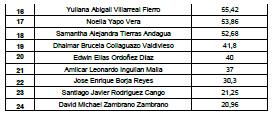 16 Yuliana Abigail Villarreal Fierro 55,42
17 Noelia Yapo Vera 53,86
18 Samantha Alejandra Tierras Andagua 52,68
19 Dhalmar Brucela Collaguazo Valdivieso 41,8
20 Edwin Elias Ordoñez Diaz 40
21 Amilcar Leonardo Inguilan Malla 37
22 Jose Enrique Borja Reyes 30,3
23 Santiago Javier Rodriguez Cango 21,25
24 David Michael Zambrano Zambrano 20,96